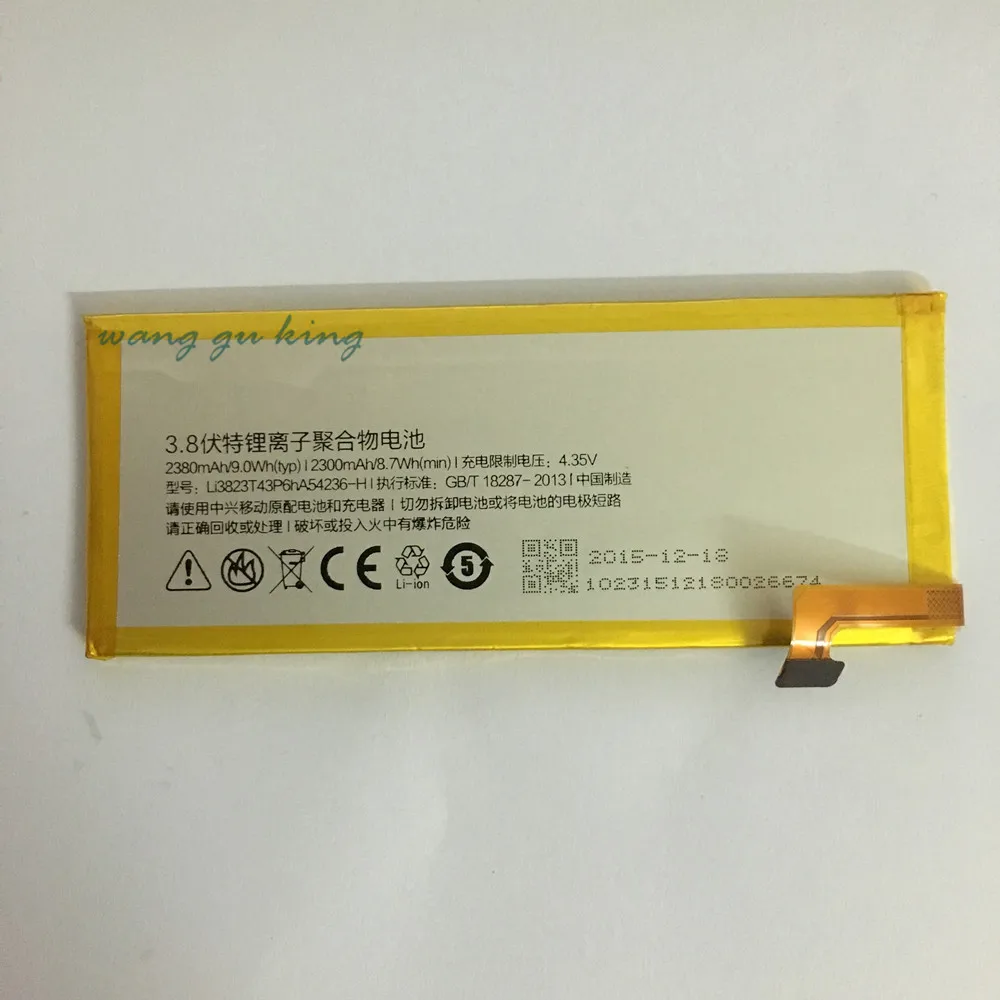 wang gu king
3.8伏特锂离子聚合物电池
2380mAh/9.0Wh(typ) | 2300mAh/8.7Wh(min) | 充电限制电压：4.35V
型号：Li3823T43P6hA54236-H | 执行标准：GB/T 18287-2013 | 中国制造
请使用中兴移动原配电池和充电器 | 切勿拆卸电池或将电池的电极短路
请正确回收或处理 | 破坏或投入火中有爆炸危险
CE
Li-ion
5
2015-12-18
10231512180026674